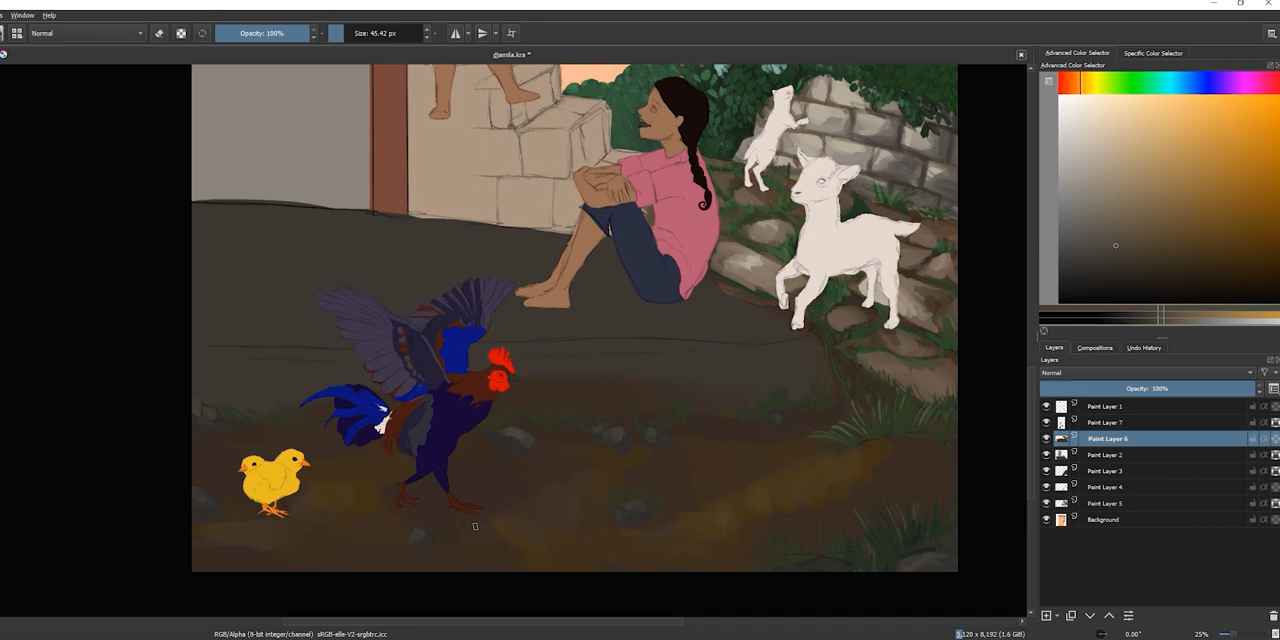 Window Help
Normal
Opacity: 100%
Size: 45.42 px
djamila.kra *
Advanced Color Selector
Specific Color Selector
Advanced Color Selector
Layers
Compositions
Undo History
Layers
Normal
Opacity: 100%
Paint Layer 1
Paint Layer 7
Paint Layer 6
Paint Layer 2
Paint Layer 3
Paint Layer 4
Paint Layer 5
Background
RGB/Alpha (8-bit integer/channel) sRGB-elle-V2-srgbtrc.icc
5,120 x 8,192 (1.6 GiB)
0.00°
25%